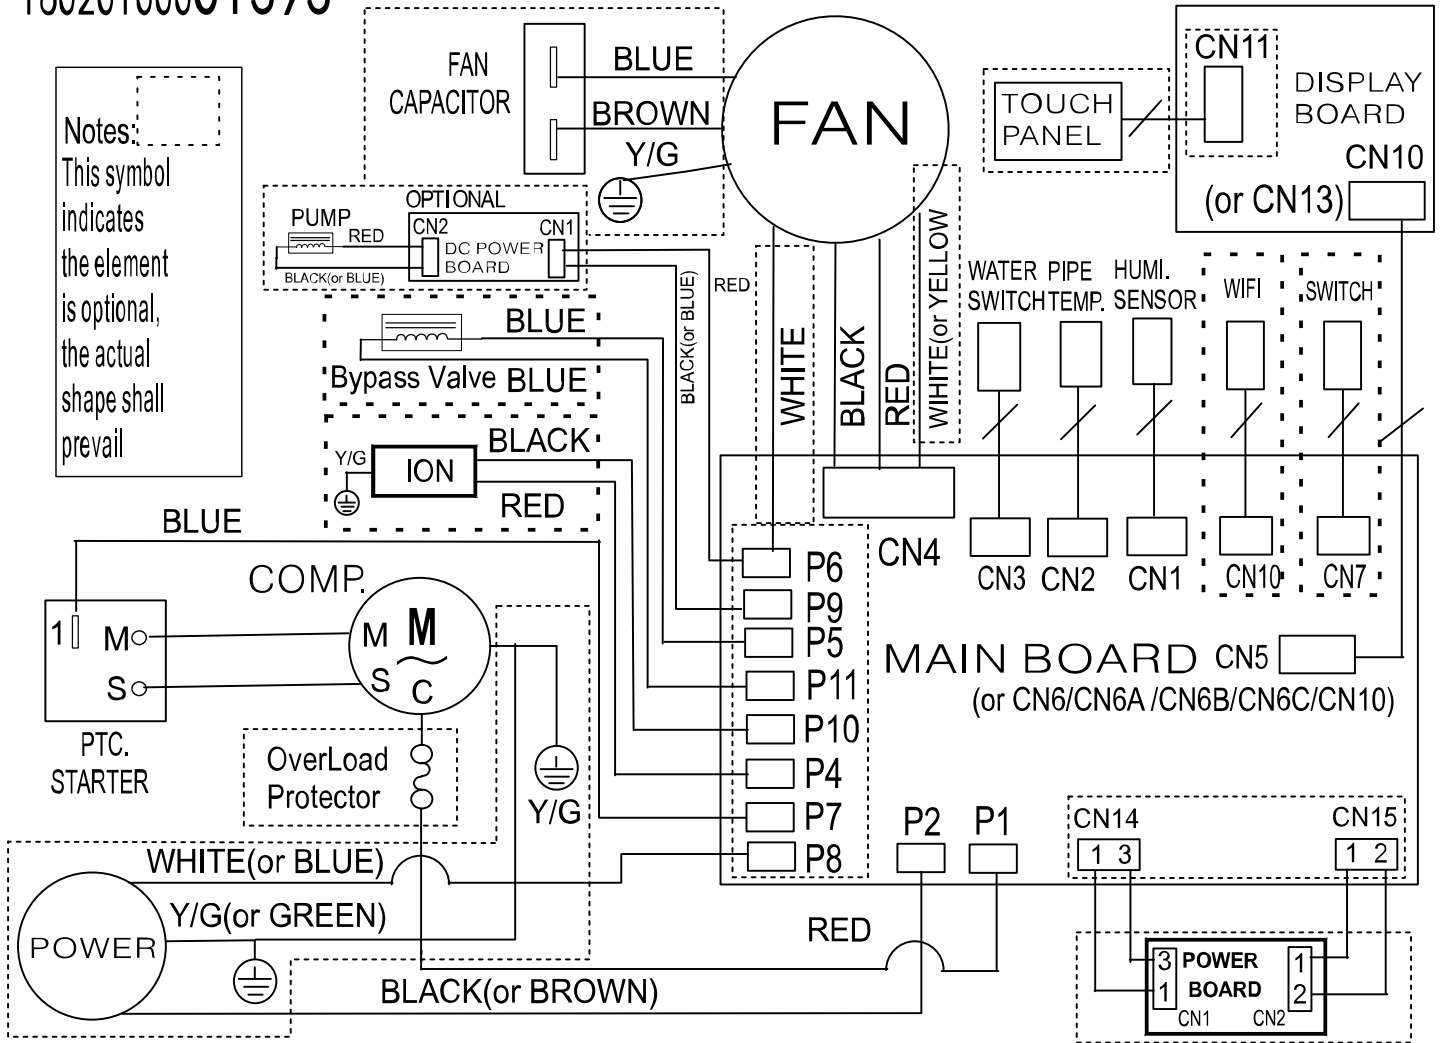 Notes:
This symbol
indicates
the element
is optional,
the actual
shape shall
prevail
FAN
CAPACITOR
BLUE
BROWN
Y/G
FAN
TOUCH
PANEL
CN11
DISPLAY
BOARD
CN10
(or CN13)
OPTIONAL
PUMP
RED
BLACK(or BLUE)
CN2
CN1
DC POWER
BOARD
BLUE
Bypass Valve BLUE
BLACK
Y/G
ION
RED
BLACK(or BLUE)
RED
WHITE
BLACK
RED
WIHITE(or YELLOW)
WATER
SWITCH
PIPE
TEMP.
HUMI.
SENSOR
WIFI
SWITCH
CN4
CN3
CN2
CN1
CN10
CN7
BLUE
COMP.
1
M
S
PTC.
STARTER
M
M
S
C
OverLoad
Protector
Y/G
P6
P9
P5
P11
P10
P4
P7
P8
MAIN BOARD
CN5
(or CN6/CN6A /CN6B/CN6C/CN10)
P2
P1
CN14
1 3
CN15
1 2
WHITE(or BLUE)
Y/G(or GREEN)
POWER
BLACK(or BROWN)
RED
3
1
POWER
BOARD
CN1
CN2
1
2